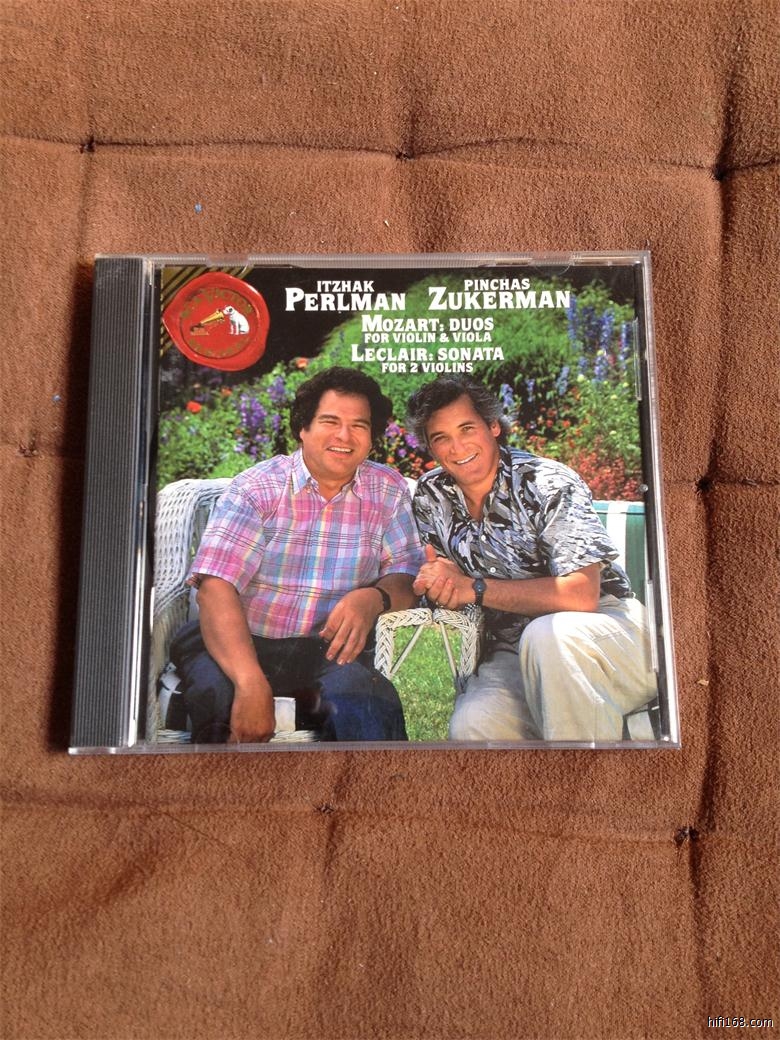 ITZHAK
PERLMAN
PINCHAS
ZUKERMAN
MOZART: DUOS
FOR VIOLIN & VIOLA
LECLAIR: SONATA
FOR 2 VIOLINS
hifi168.com